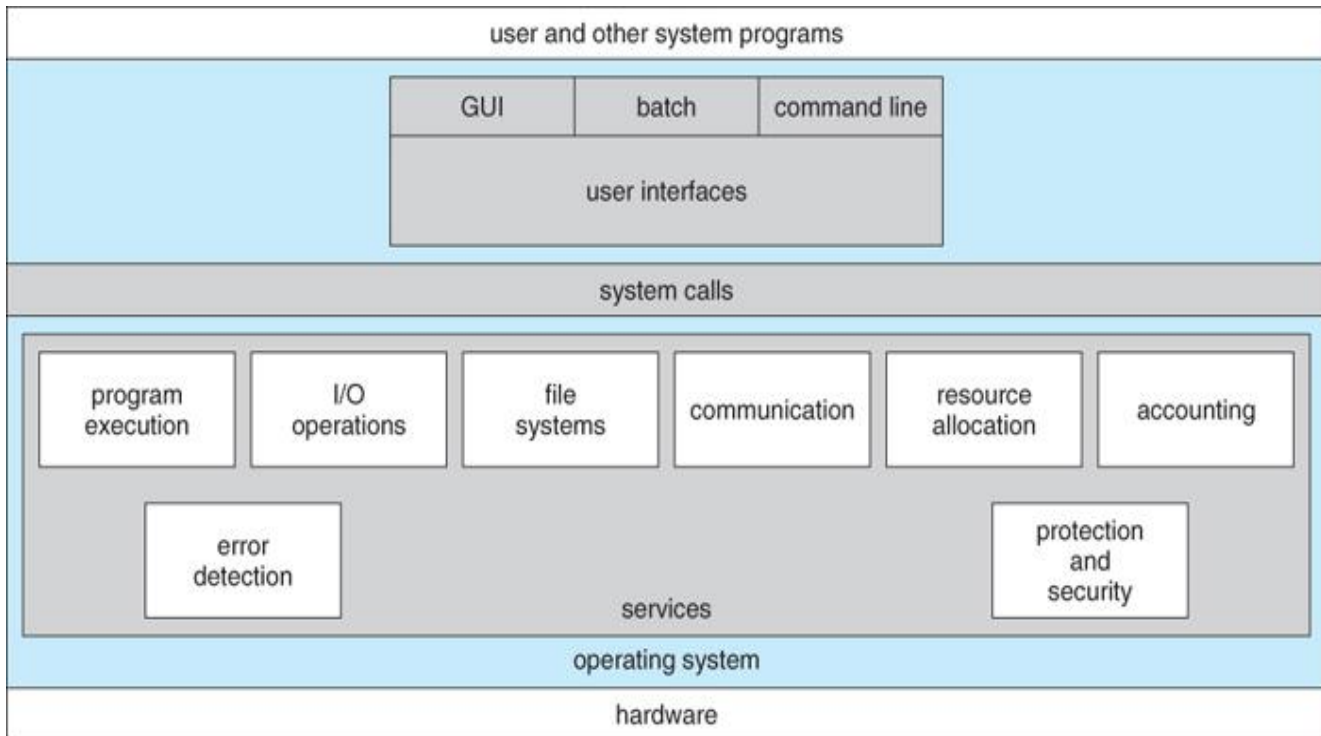 user and other system programs
GUI
batch
command line
user interfaces
system calls
program
execution
I/O
operations
file
systems
communication
resource
allocation
accounting
error
detection
protection
and
security
services
operating system
hardware